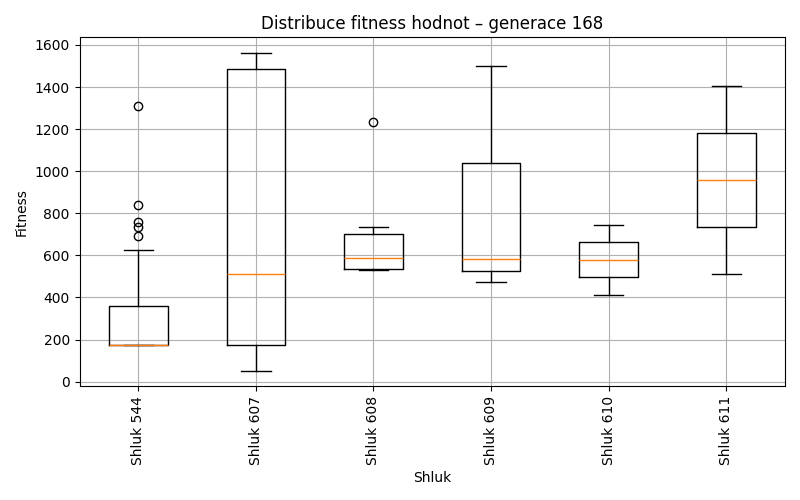 Distribuce fitness hodnot – generace 168
Fitness
1600
1400
1200
1000
800
600
400
200
0
Shluk 544
Shluk 607
Shluk 608
Shluk 609
Shluk 610
Shluk 611
Shluk